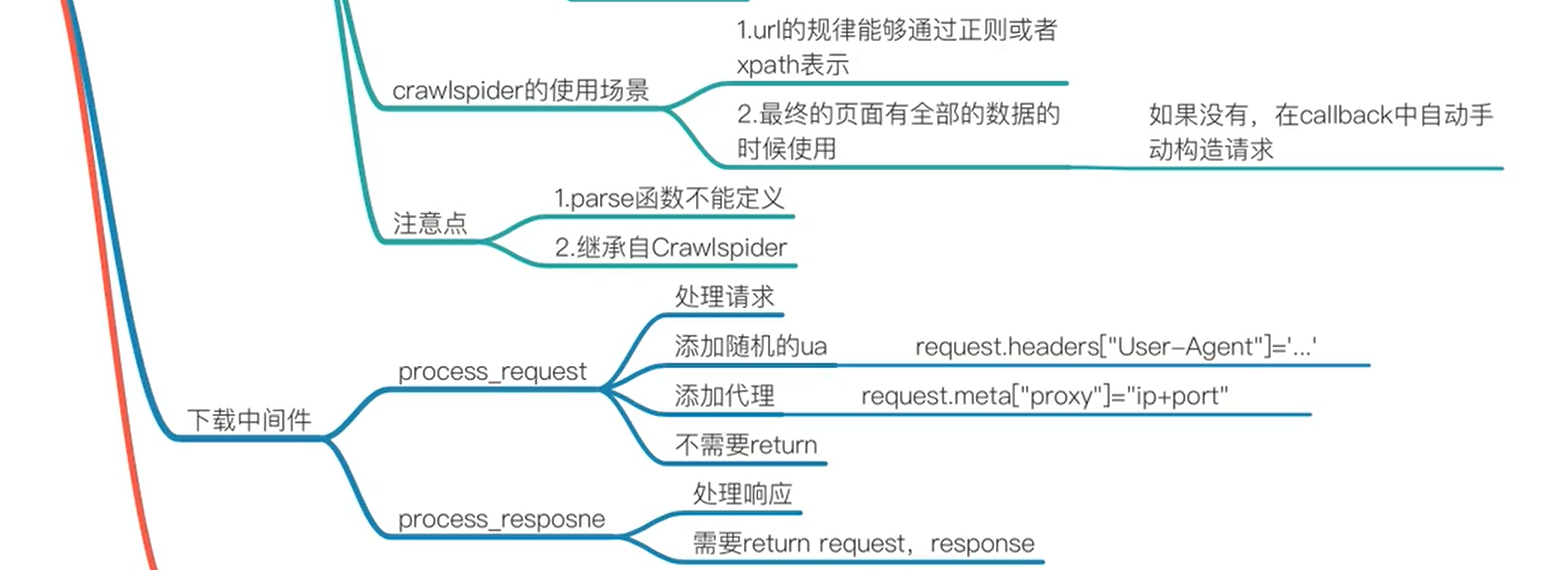 1.url的规律能够通过正则或者
xpath表示
crawlspider的使用场景
2.最终的页面有全部的数据的
时候使用
如果没有，在callback中自动手
动构造请求
1.parse函数不能定义
注意点
2.继承自Crawlspider
处理请求
添加随机的ua
request.headers["User-Agent"]='...'
process_request
添加代理
request.meta["proxy"]="ip+port"
下载中间件
不需要return
处理响应
process_resposne
需要return request，response